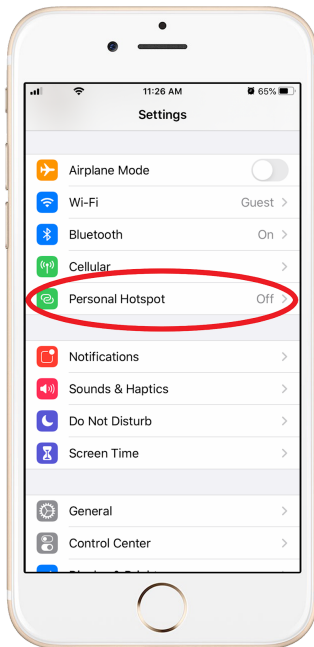 11:26 AM 65%
Settings
Airplane Mode
Wi-Fi Guest
Bluetooth On
Cellular
Personal Hotspot Off
Notifications
Sounds & Haptics
Do Not Disturb
Screen Time
General
Control Center